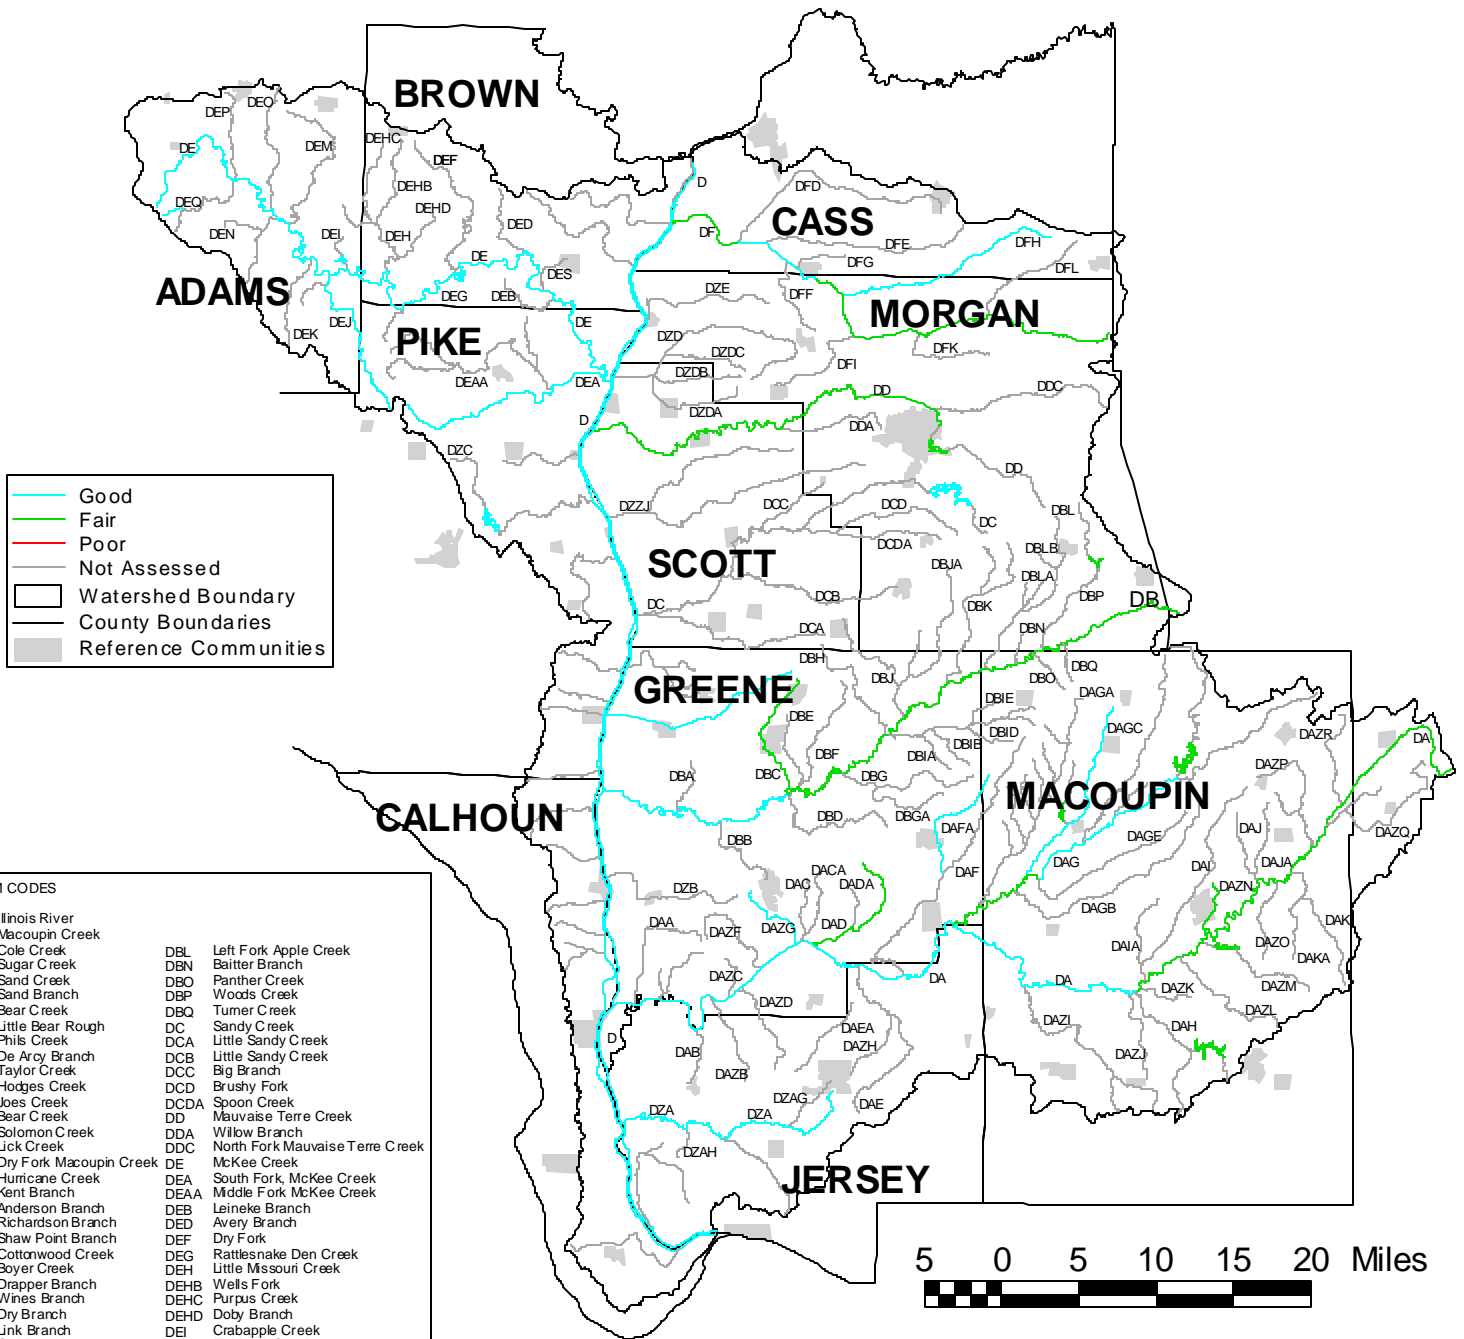 BROWN
DEO
DEP
DE
DEM
DEHC
DEF
DEHB
DEHD
DEQ
DEN
DEI
DEH
DE
DED
DES
DEG
DEB
ADAMS
DEJ
DEK
PIKE
DE
DEAA
DEA
D
DFD
CASS
DF
DFE
DFH
DFG
DFL
DZE
DFF
MORGAN
DZD
DZDC
DFK
DZDB
DFI
DZDA
DD
DDC
D
DDA
DZC
DD
DZZJ
DCC
DCD
DC
DBL
DCDA
DBLB
SCOTT
DBJA
DBLA
DCB
DBK
DBP
DB
DC
DCA
DBN
Good
Fair
Poor
Not Assessed
Watershed Boundary
County Boundaries
Reference Communities
DBH
DBJ
DBO
DBQ
GREENE
DBE
DBIE
DAGA
DBID
DAGC
DBIB
DBF
DBIA
DAZR
DA
DBA
DBC
DBG
DAZP
MACOUPIN
CALHOUN
DBD
DBGA
DAFA
DAGE
DAJ
DAZQ
DBB
DAF
DAG
DAI
DAJA
DACA
DZB
DAC
DADA
DAZN
DAGB
DAA
DAZF
DAZG
DAD
DAK
DAIA
DAZO
DAKA
DAZC
DA
DA
DAZK
DAZM
DAZD
DAZL
DAEA
DAZI
DAH
D
DAB
DAZH
DAZJ
DAZB
DZAG
DAE
DZA
DZA
DZAH
JERSEY
5 0 5 10 15 20 Miles
CODES
llinois River
Macoupin Creek
Cole Creek DBL Left Fork Apple Creek
Sugar Creek DBN Baitter Branch
Sand Creek DBO Panther Creek
Sand Branch DBP Woods Creek
Bear Creek DBQ Turner Creek
Little Bear Rough DC Sandy Creek
Phils Creek DCA Little Sandy Creek
De Arcy Branch DCB Little Sandy Creek
Taylor Creek DCC Big Branch
Hodges Creek DCD Brushy Fork
Joes Creek DCDA Spoon Creek
Bear Creek DD Mauvaise Terre Creek
Solomon Creek DDA Willow Branch
Lick Creek DDC North Fork Mauvaise Terre Creek
Dry Fork Macoupin Creek DE McKee Creek
Hurricane Creek DEA South Fork, McKee Creek
Kent Branch DEAA Middle Fork McKee Creek
Anderson Branch DEB Leineke Branch
Richardson Branch DED Avery Branch
Shaw Point Branch DEF Dry Fork
Cottonwood Creek DEG Rattlesnake Den Creek
Boyer Creek DEH Little Missouri Creek
Drapper Branch DEHB Wells Fork
Wines Branch DEHC Purpus Creek
Dry Branch DEHD Doby Branch
Link Branch DEI Crabapple Creek